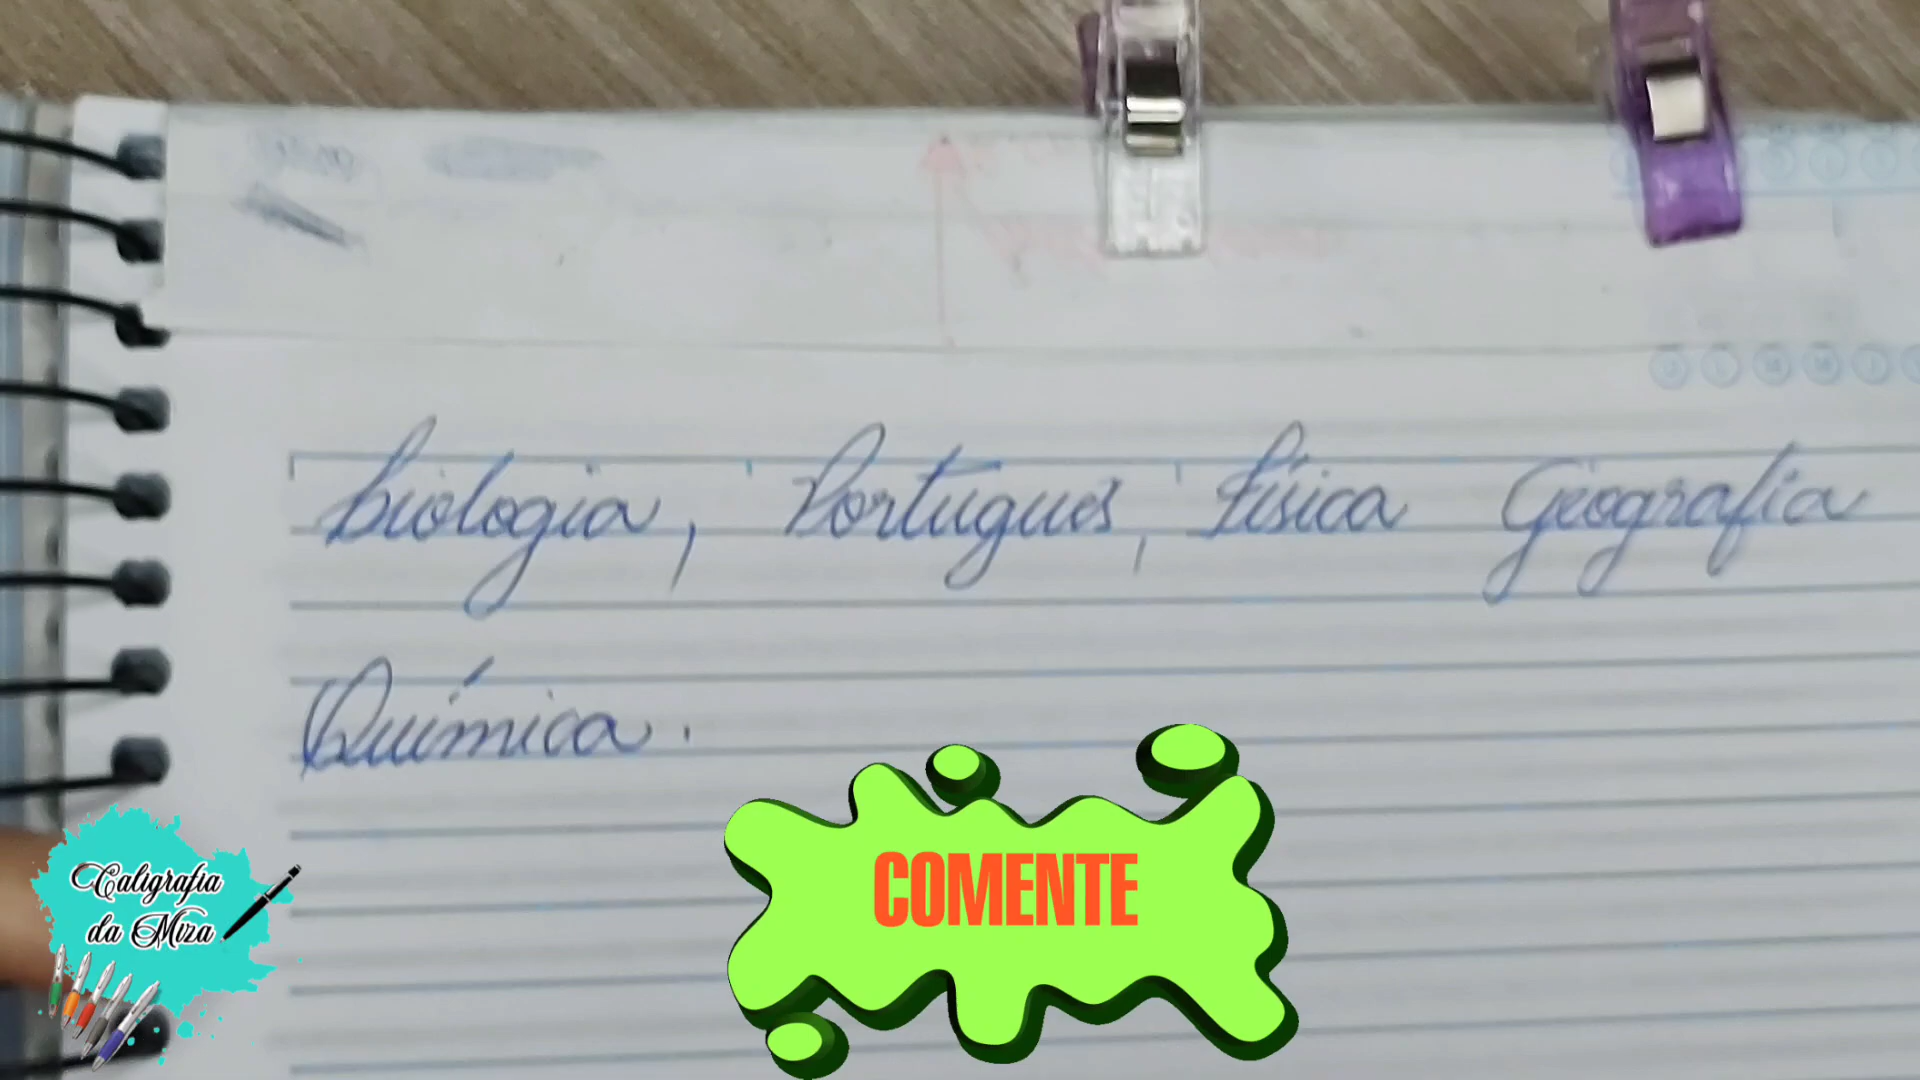 Biologia, Português, Física Geografia
Química.
COMENTE
Caligrafia
da Miza